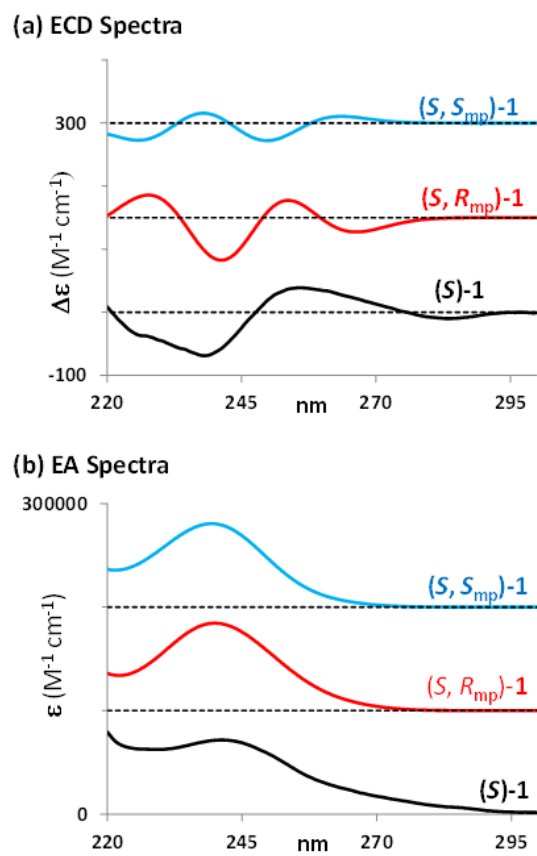 (a) ECD Spectra
300
(S, Smp)-1
(S, Rmp)-1
(S)-1
Δε (M-1 cm-1)
-100
220 245 nm 270 295
(b) EA Spectra
300000
(S, Smp)-1
(S, Rmp)-1
(S)-1
ε (M-1 cm-1)
0
220 245 nm 270 295